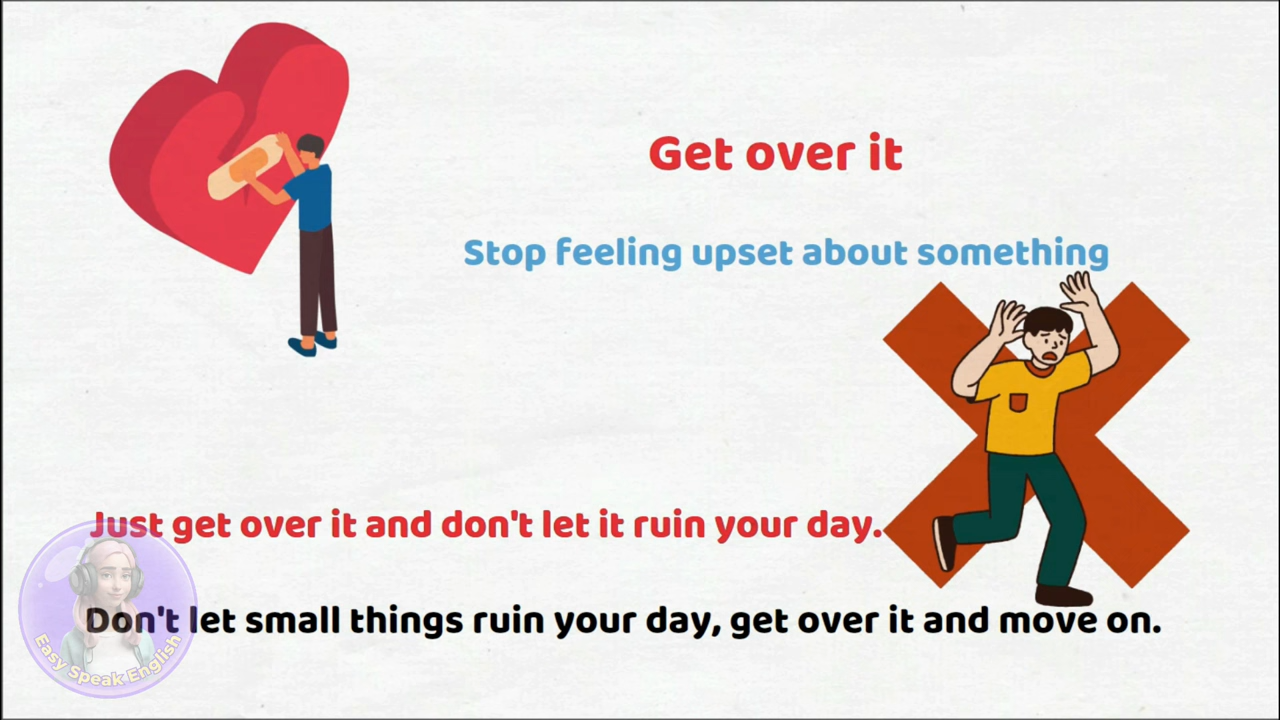 Get over it
Stop feeling upset about something
Just get over it and don't let it ruin your day.
Don't let small things ruin your day, get over it and move on.
Easy Speak English